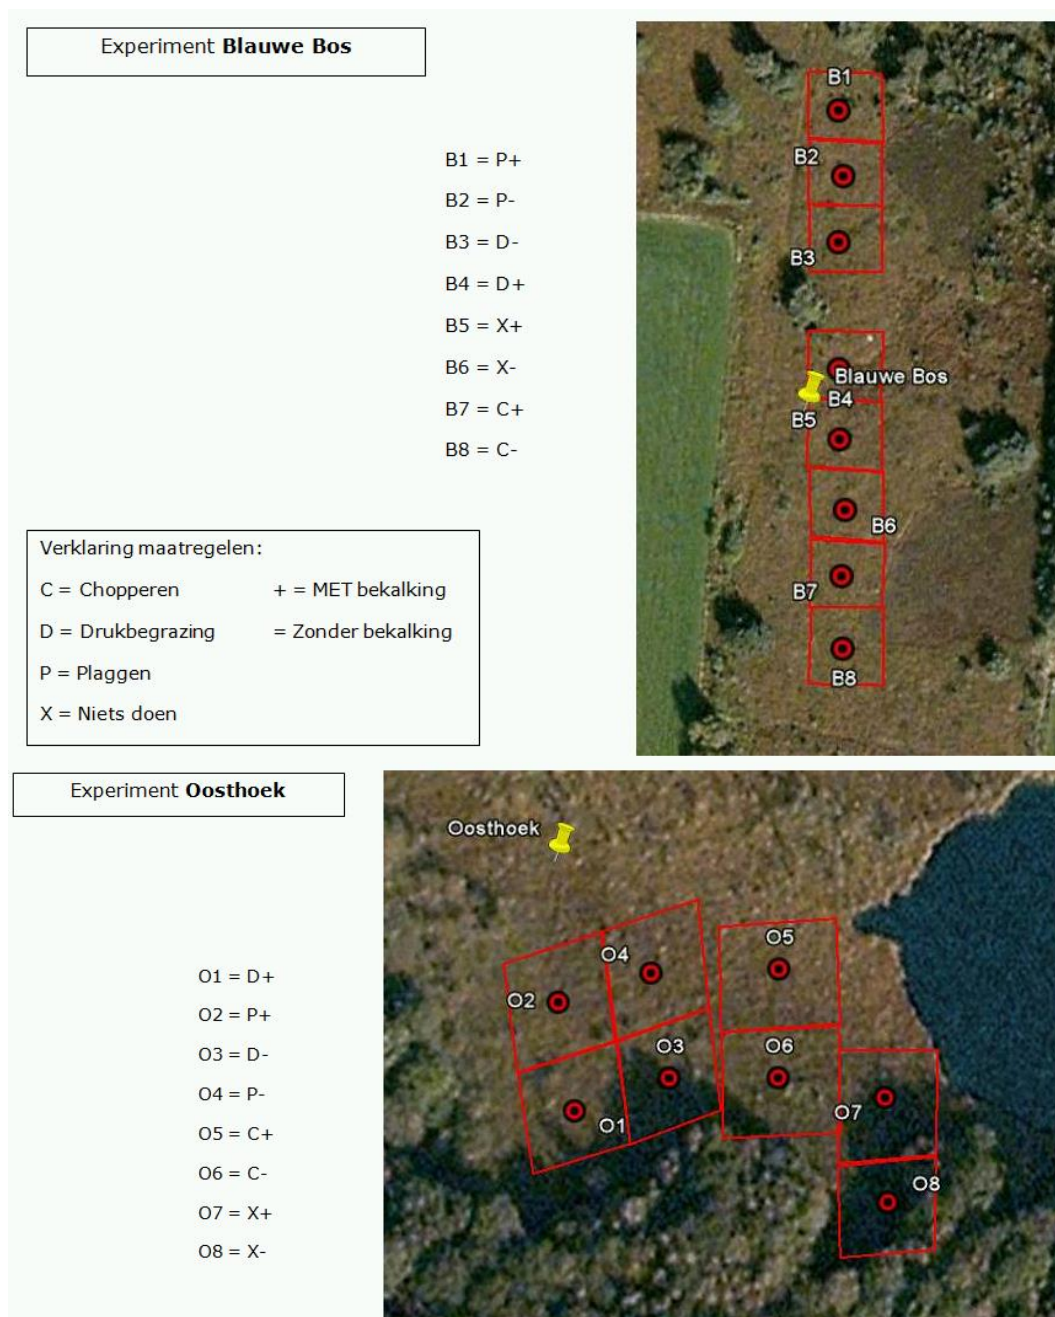 Experiment Blauwe Bos
B1 = P+
B2 = P-
B3 = D-
B4 = D+
B5 = X+
B6 = X-
B7 = C+
B8 = C-
Verklaring maatregelen:
C = Chopperen + = MET bekalking
D = Drukbegrazing = Zonder bekalking
P = Plaggen
X = Niets doen
B1
B2
B3
Blauwe Bos
B4
B5
B6
B7
B8
Experiment Oosthoek
O1 = D+
O2 = P+
O3 = D-
O4 = P-
O5 = C+
O6 = C-
O7 = X+
O8 = X-
Oosthoek
O5
O4
O2
O3
O6
O7
O1
O8